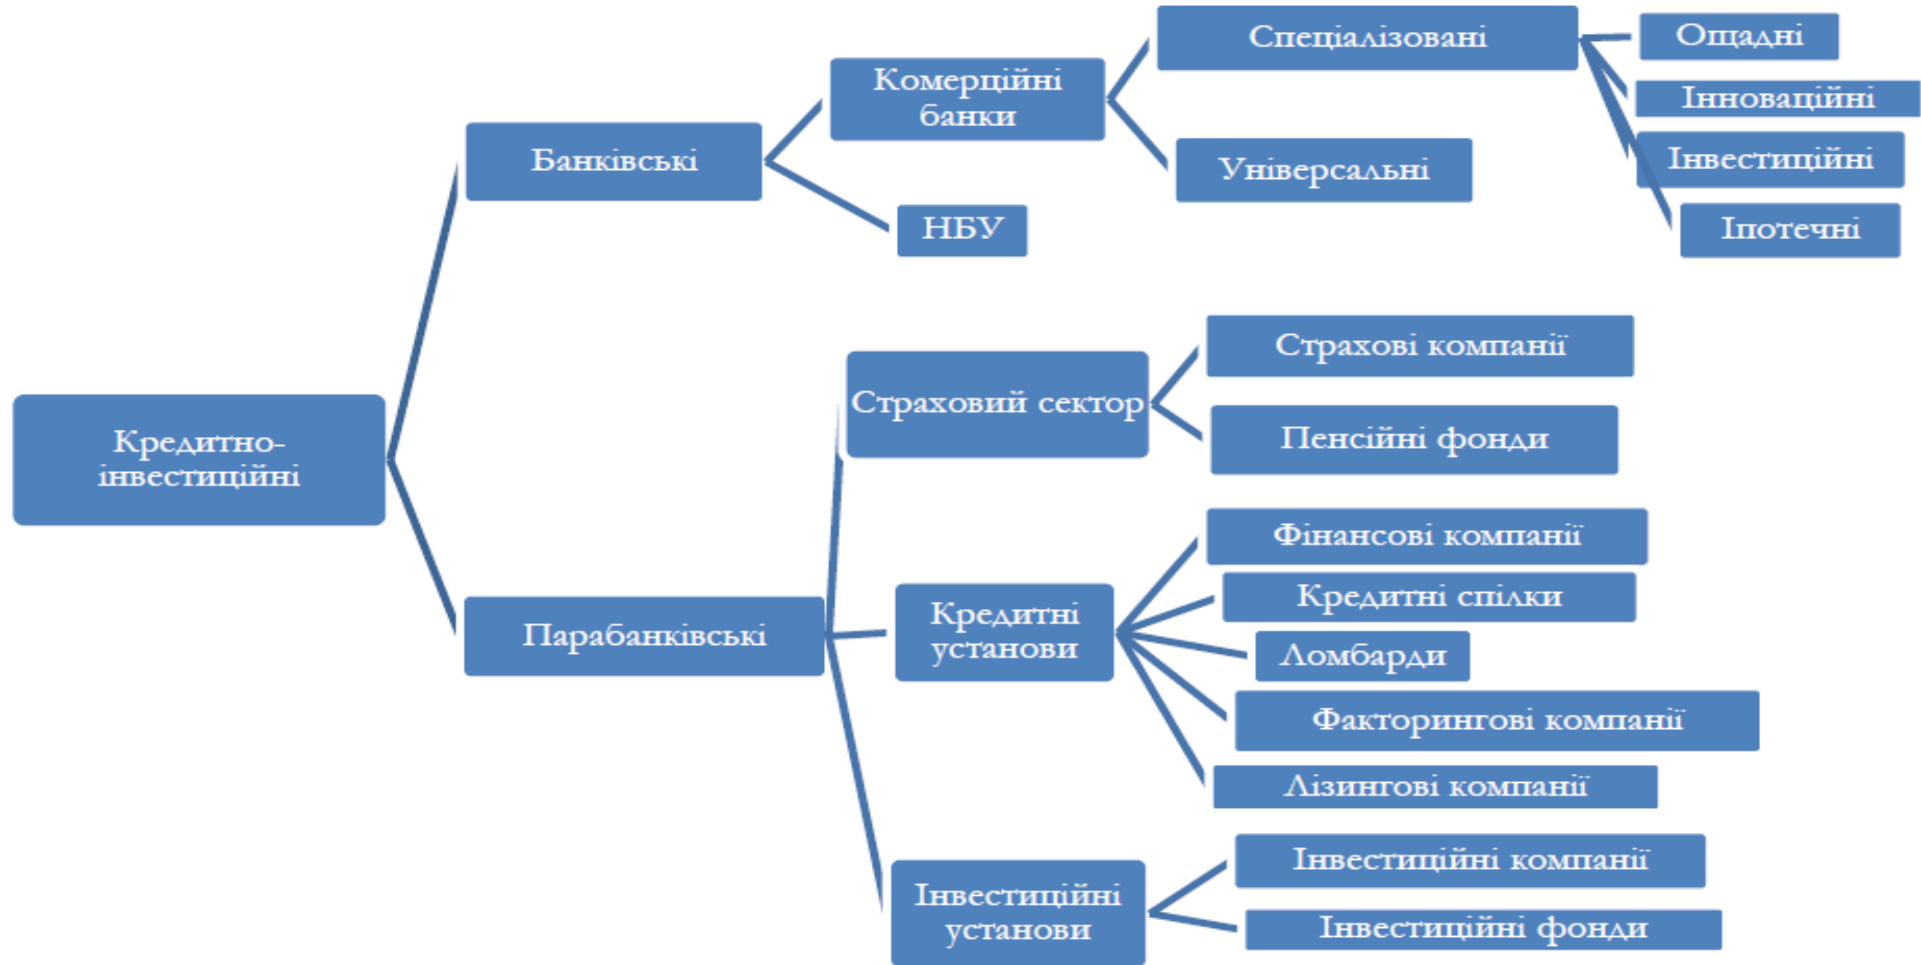 Кредитно-
інвестиційні
Банківські
Комерційні
банки
Спеціалізовані
Ощадні
Інноваційні
Інвестиційні
Іпотечні
Універсальні
НБУ
Парабанківські
Страховий сектор
Страхові компанії
Пенсійні фонди
Кредитні
установи
Фінансові компанії
Кредитні спілки
Ломбарди
Факторингові компанії
Лізингові компанії
Інвестиційні
установи
Інвестиційні компанії
Інвестиційні фонди